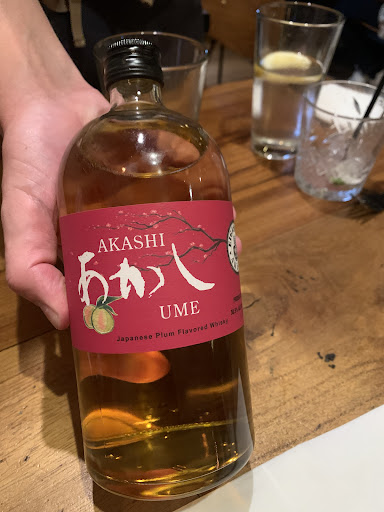 AKASHI
あかし
UME
Japanese Plum Flavored Whisky